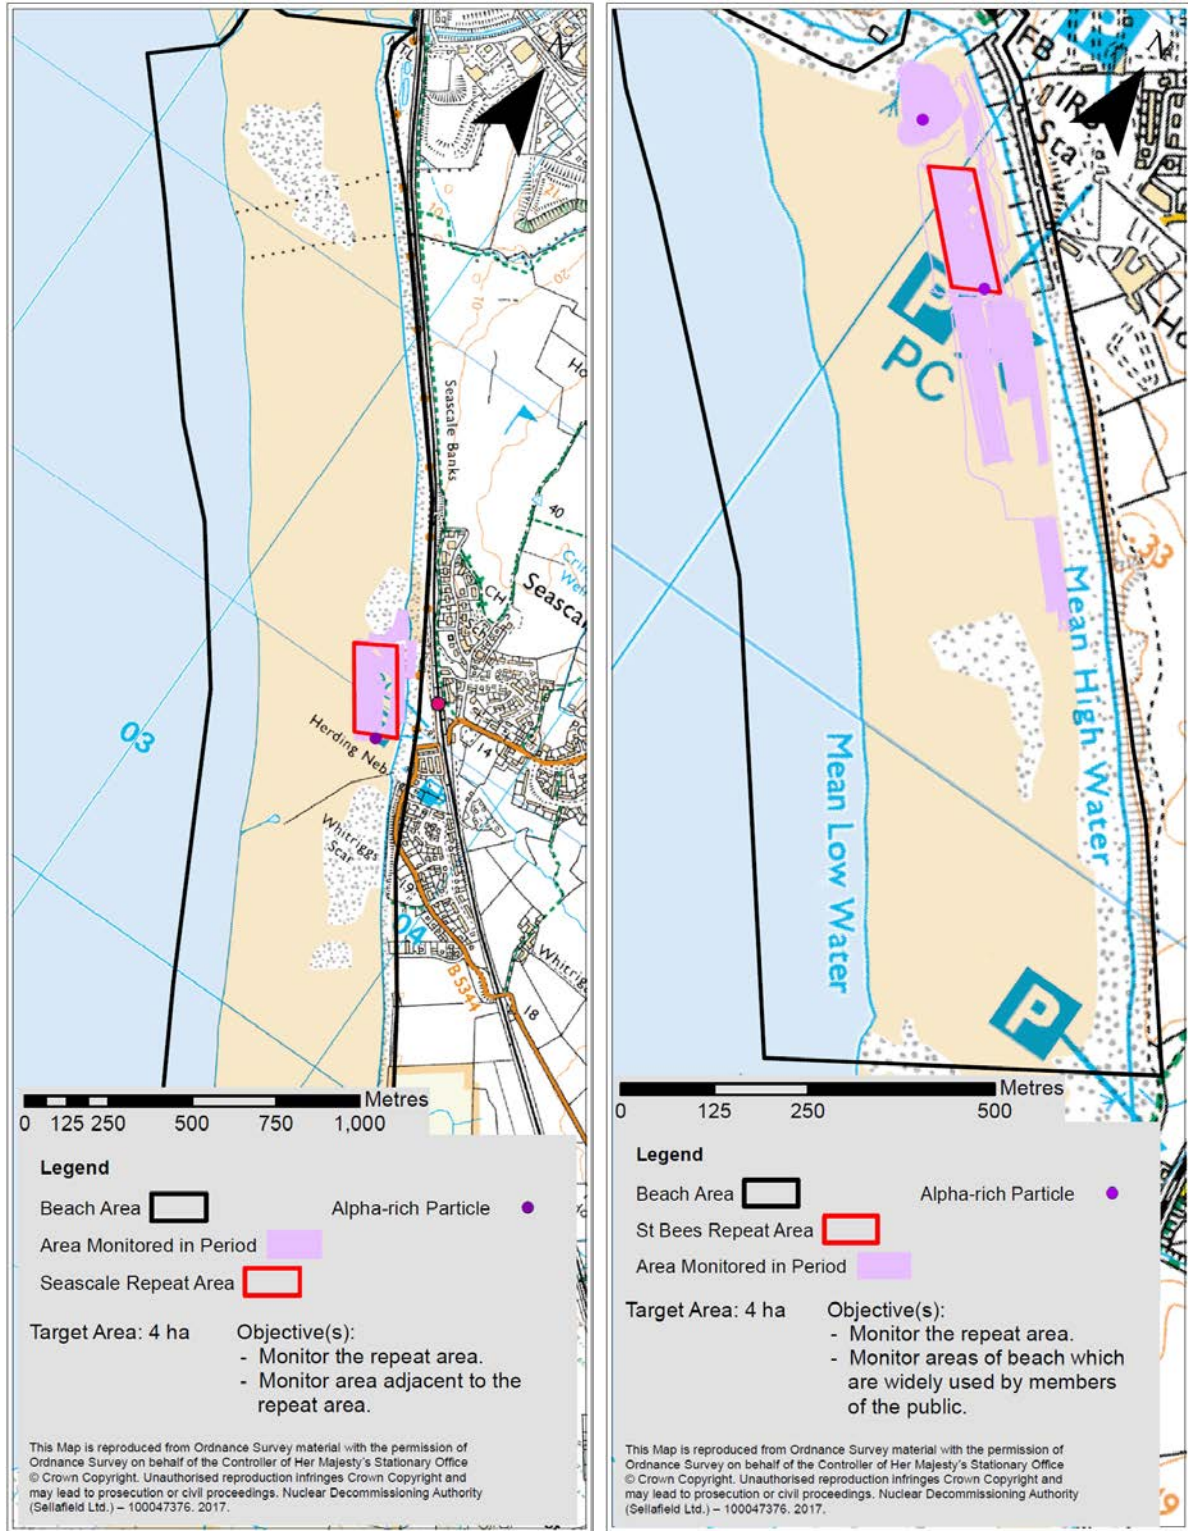 N
21
10
20
10
Ho
Seascale Banks
40
CH
Sch
03
Herding Neb
14
Whitriggs
Scar
19
04
B 5344
Whitrigg
18
Metres
0 125 250 500 750 1,000
Legend
Beach Area
Alpha-rich Particle
Area Monitored in Period
Seascale Repeat Area
Target Area: 4 ha
Objective(s):
- Monitor the repeat area.
- Monitor area adjacent to the
repeat area.
This Map is reproduced from Ordnance Survey material with the permission of
Ordnance Survey on behalf of the Controller of Her Majesty's Stationary Office
© Crown Copyright. Unauthorised reproduction infringes Crown Copyright and
may lead to prosecution or civil proceedings. Nuclear Decommissioning Authority
(Sellafield Ltd.) – 100047376. 2017.
FB
N
Sta
P
PC
Ho
33
Mean High Water
Mean Low Water
P
Metres
0 125 250 500
Legend
Beach Area
Alpha-rich Particle
St Bees Repeat Area
Area Monitored in Period
Target Area: 4 ha
Objective(s):
- Monitor the repeat area.
- Monitor areas of beach which
are widely used by members
of the public.
This Map is reproduced from Ordnance Survey material with the permission of
Ordnance Survey on behalf of the Controller of Her Majesty's Stationary Office
© Crown Copyright. Unauthorised reproduction infringes Crown Copyright and
may lead to prosecution or civil proceedings. Nuclear Decommissioning Authority
(Sellafield Ltd.) – 100047376. 2017.